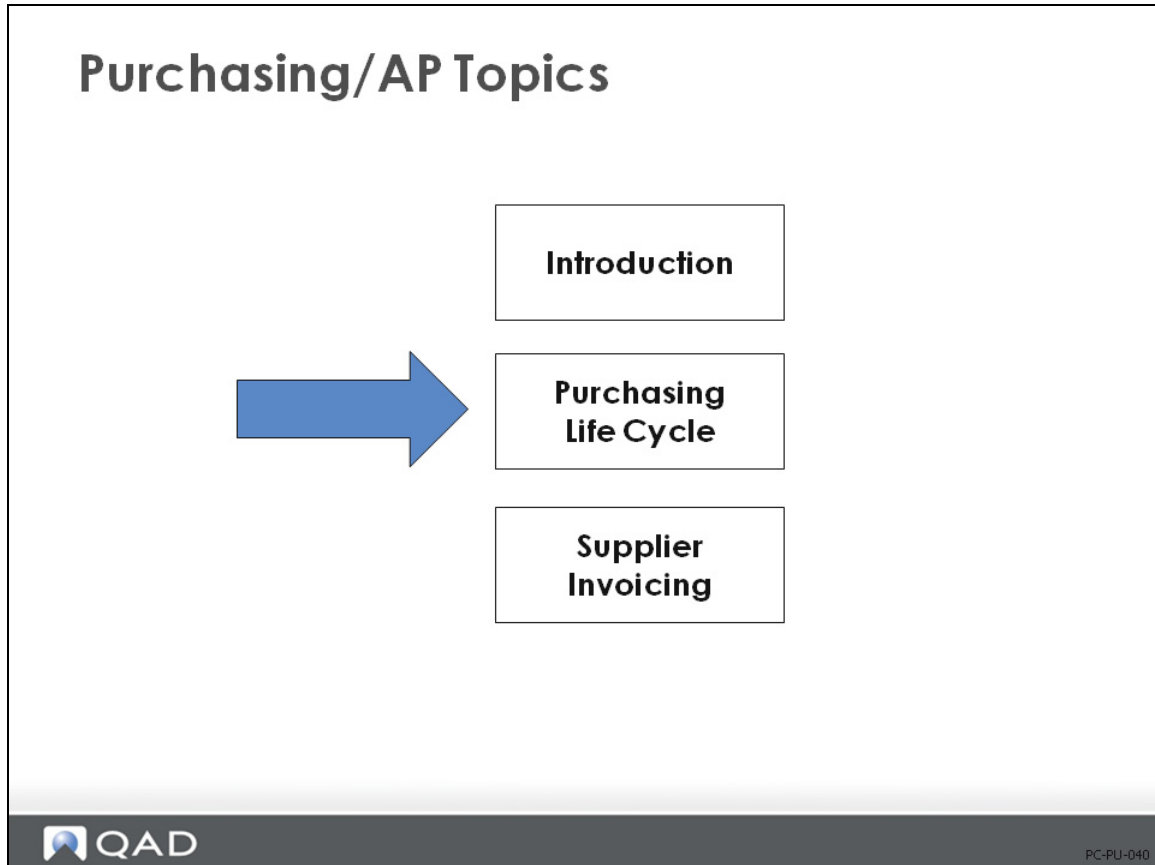 Purchasing/AP Topics
Introduction
Purchasing
Life Cycle
Supplier
Invoicing
QAD
PC-PU-040